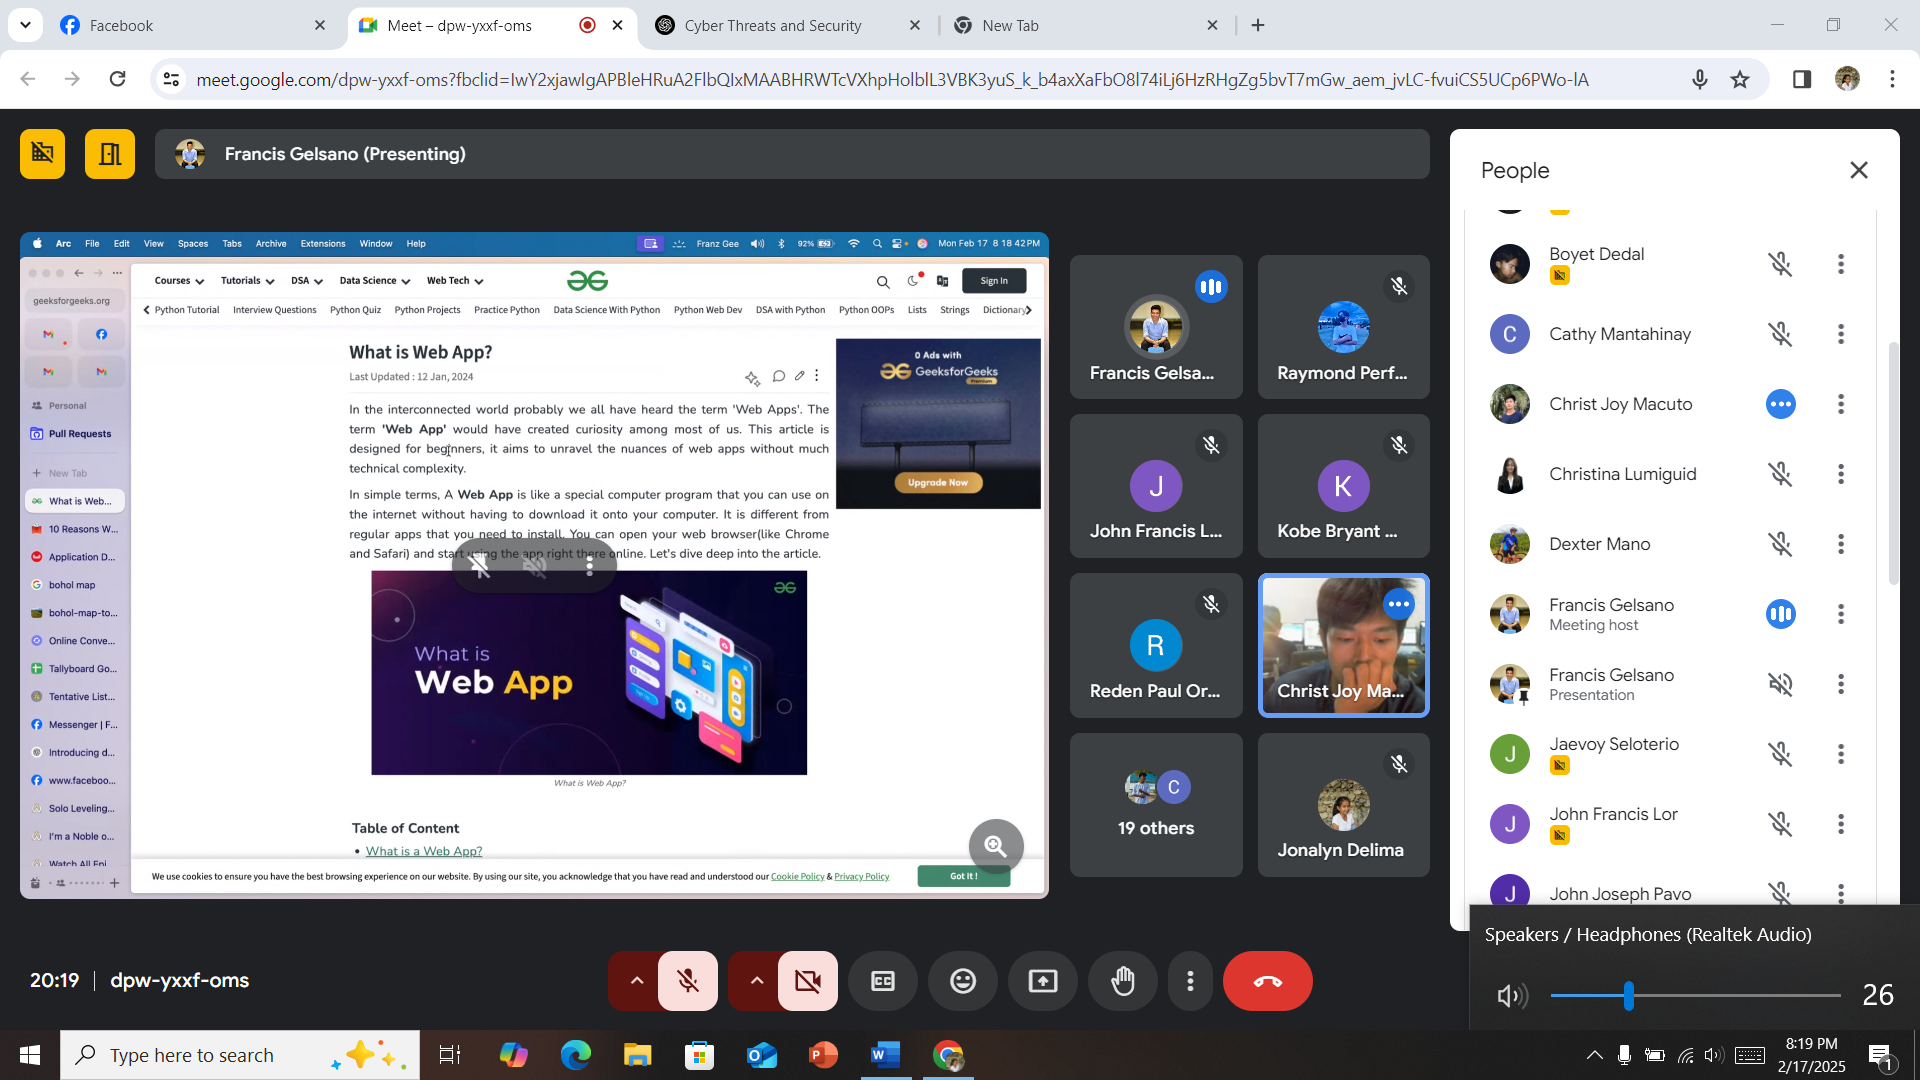 Facebook
Meet – dpw-yxxf-oms
Cyber Threats and Security
New Tab
meet.google.com/dpw-yxxf-oms?fbclid=IwY2xjawIgAPBleHRuA2FlbQIxMAABHRWTcVXhpHolblL3VBK3yuS_k_b4axXaFbO8l74iLj6HzRHgZg5bvT7mGw_aem_jvLC-fvuiCS5UCp6PWo-lA
Francis Gelsano (Presenting)
Arc File Edit View Spaces Tabs Archive Extensions Window Help
Franz Gee 92% Mon Feb 17 8 18 42 PM
geeksforgeeks.org
Personal
Pull Requests
New Tab
What is Web...
10 Reasons W...
Application D...
bohol map
bohol-map-to...
Online Conve...
Tallyboard Go...
Tentative List...
Messenger | F...
Introducing d...
www.faceboo...
Solo Leveling...
I'm a Noble o...
Watch All Epi
Courses Tutorials DSA Data Science Web Tech
Sign In
Python Tutorial Interview Questions Python Quiz Python Projects Practice Python Data Science With Python Python Web Dev DSA with Python Python OOPs Lists Strings Dictionary
What is Web App?
Last Updated : 12 Jan, 2024
In the interconnected world probably we all have heard the term 'Web Apps'. The
term 'Web App' would have created curiosity among most of us. This article is
designed for beginners, it aims to unravel the nuances of web apps without much
technical complexity.
In simple terms, A Web App is like a special computer program that you can use on
the internet without having to download it onto your computer. It is different from
regular apps that you need to install. You can open your web browser(like Chrome
and Safari) and start using the app right there online. Let's dive deep into the article.
What is
Web App
What is Web App?
Table of Content
• What is a Web App?
0 Ads with
GeeksforGeeks
Premium
Upgrade Now
We use cookies to ensure you have the best browsing experience on our website. By using our site, you acknowledge that you have read and understood our Cookie Policy & Privacy Policy
Got It !
Francis Gelsa...
Raymond Perf...
J
John Francis L...
K
Kobe Bryant ...
R
Reden Paul Or...
Christ Joy Ma...
C
19 others
Jonalyn Delima
People
Boyet Dedal
C
Cathy Mantahinay
Christ Joy Macuto
Christina Lumiguid
Dexter Mano
Francis Gelsano
Meeting host
Francis Gelsano
Presentation
J
Jaevoy Seloterio
J
John Francis Lor
J
John Joseph Pavo
Speakers / Headphones (Realtek Audio)
26
20:19 | dpw-yxxf-oms
CC
Type here to search
8:19 PM
2/17/2025
1